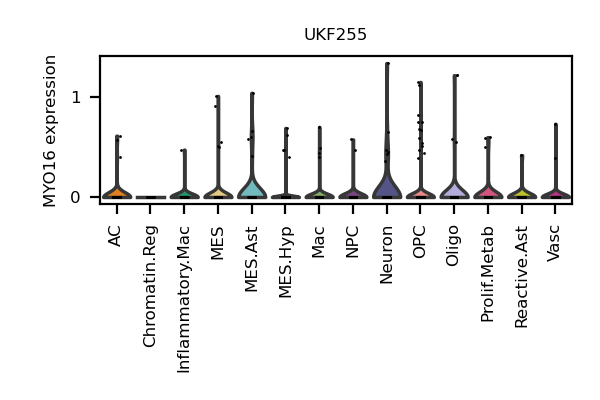 UKF255
MYO16 expression
1
0
AC
Chromatin.Reg
Inflammatory.Mac
MES
MES.Ast
MES.Hyp
Mac
NPC
Neuron
OPC
Oligo
Prolif.Metab
Reactive.Ast
Vasc